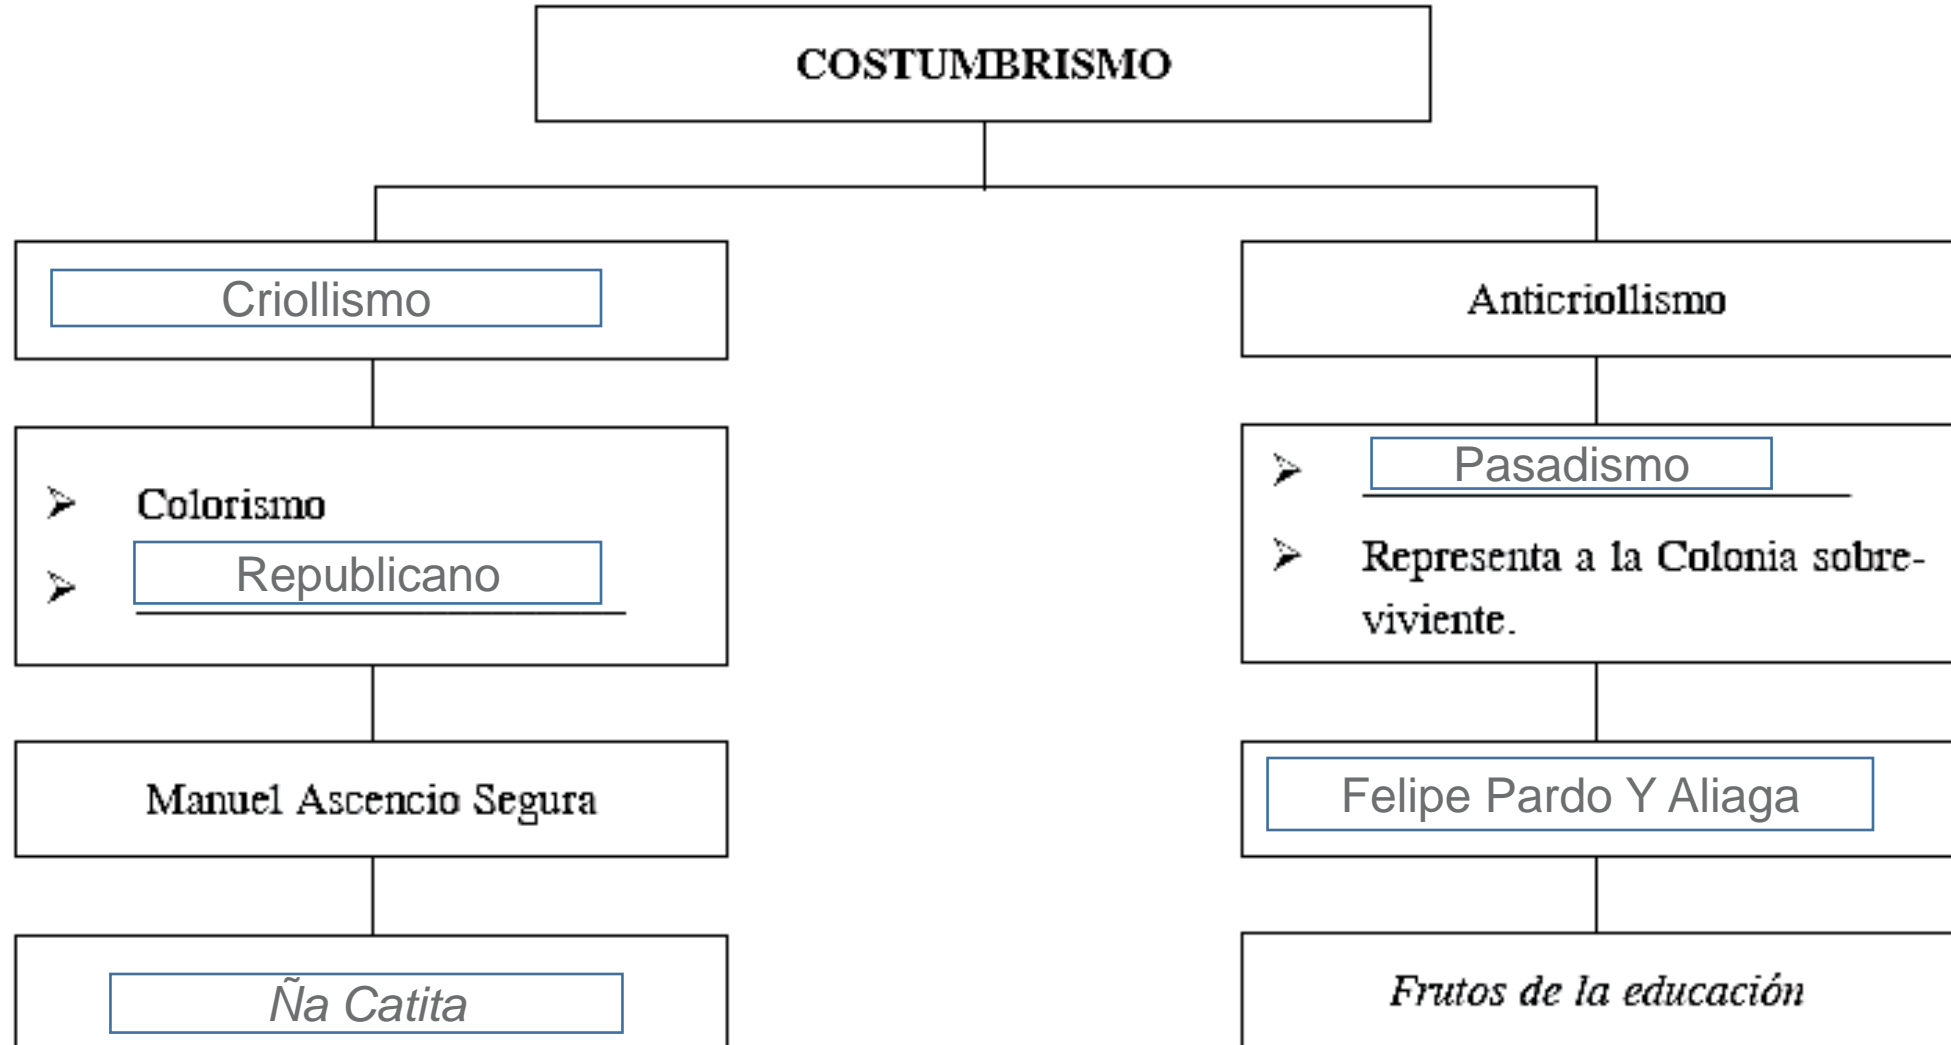 COSTUMBRISMO
Criollismo
Anticriollismo
➢ Colorismo
➢ Republicano
➢ Pasadismo
➢ Representa a la Colonia sobre-
viviente.
Manuel Ascencio Segura
Felipe Pardo Y Aliaga
Ña Catita
Frutos de la educación